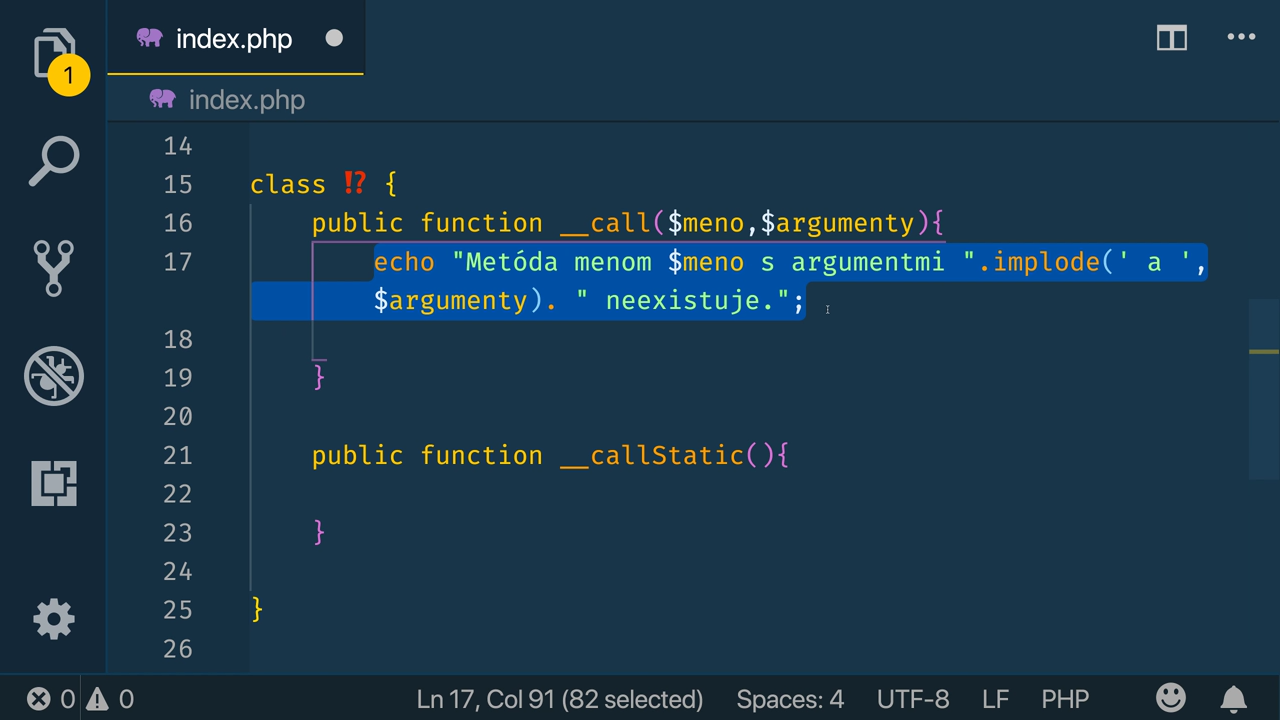 1
index.php
index.php
14
15 class ⁉ {
16 public function __call($meno,$argumenty){
17 echo "Metóda menom $meno s argumentmi ".implode(' a ',
$argumenty). " neexistuje.";
18
19 }
20
21 public function __callStatic(){
22
23 }
24
25 }
26
0 0 Ln 17, Col 91 (82 selected) Spaces: 4 UTF-8 LF PHP